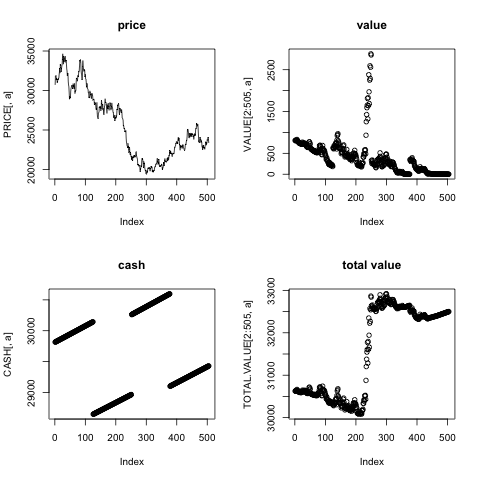 price
PRICE[, a]
35000
30000
25000
20000
0 100 200 300 400 500
Index
value
VALUE[2:505, a]
2500
1500
500
0
0 100 200 300 400 500
Index
cash
CASH[, a]
30000
29000
0 100 200 300 400 500
Index
total value
TOTAL.VALUE[2:505, a]
33000
32000
31000
30000
0 100 200 300 400 500
Index